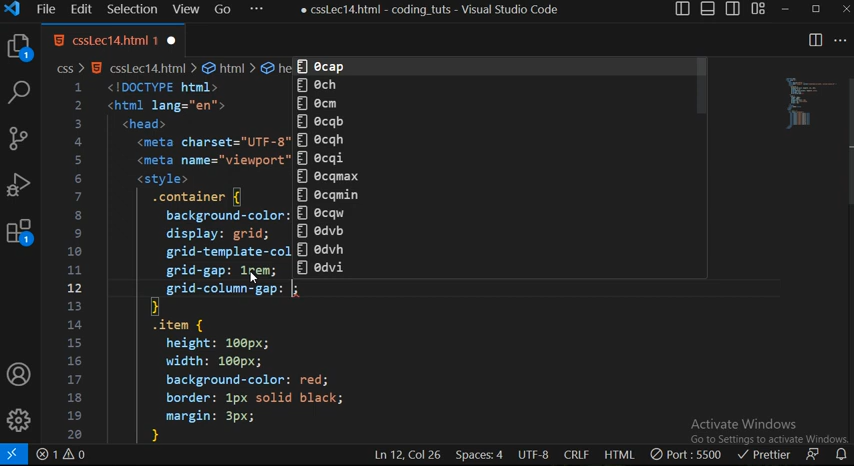 File Edit Selection View Go ··· ● cssLec14.html - coding_tuts - Visual Studio Code
cssLec14.html 1 ●
css > cssLec14.html > html > he
1 <!DOCTYPE html>
2 <html lang="en">
3 <head>
4 <meta charset="UTF-8"
5 <meta name="viewport"
6 <style>
7 .container {
8 background-color:
9 display: grid;
10 grid-template-col
11 grid-gap: 1rem;
12 grid-column-gap: ;
13 }
14 .item {
15 height: 100px;
16 width: 100px;
17 background-color: red;
18 border: 1px solid black;
19 margin: 3px;
20 }
0cap
0ch
0cm
0cqb
0cqh
0cqi
0cqmax
0cqmin
0cqw
0dvb
0dvh
0dvi
1
1
Activate Windows
Go to Settings to activate Windows.
1 0 Ln 12, Col 26 Spaces: 4 UTF-8 CRLF HTML Port : 5500 Prettier